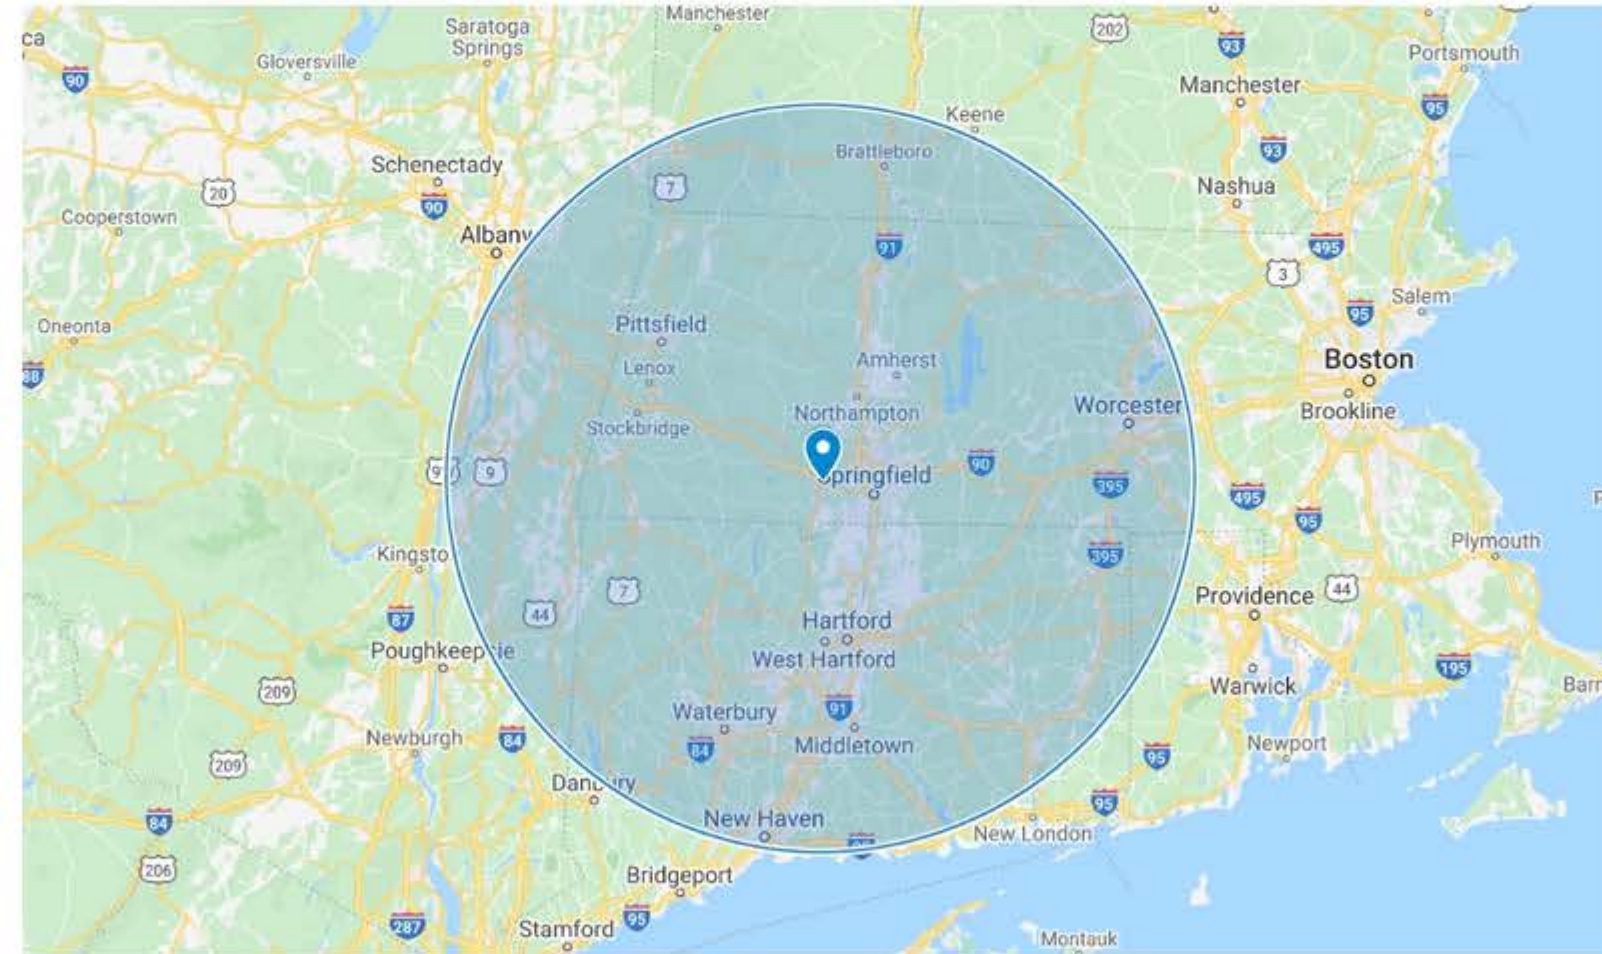 Manchester
202
Saratoga
Springs
ca
93
Portsmouth
Gloversville
90
Manchester
95
Keene
Brattleboro
93
Schenectady
20
7
Nashua
90
Cooperstown
Albany
91
495
3
Salem
95
Oneonta
Pittsfield
Boston
Amherst
Lenox
88
Worcester
Brookline
Northampton
Stockbridge
90
9
Springfield
395
495
95
Plymouth
Kingsto
395
7
44
Providence
44
87
Hartford
Poughkeepsie
West Hartford
195
209
Warwick
Barn
91
Waterbury
Newburgh
84
84
Middletown
Newport
95
209
Danbury
95
84
New Haven
New London
206
Bridgeport
95
287
Stamford
Montauk